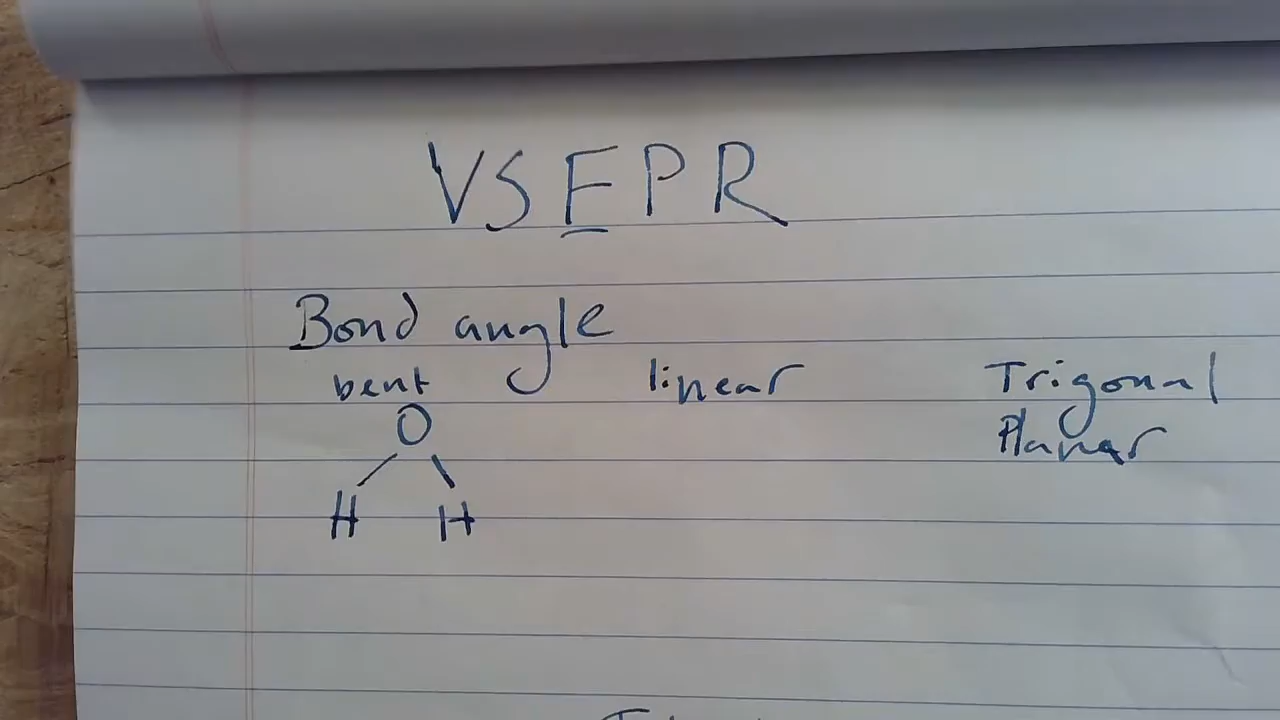 VSEPR
Bond angle
bent linear Trigonal
Planar
O
H H